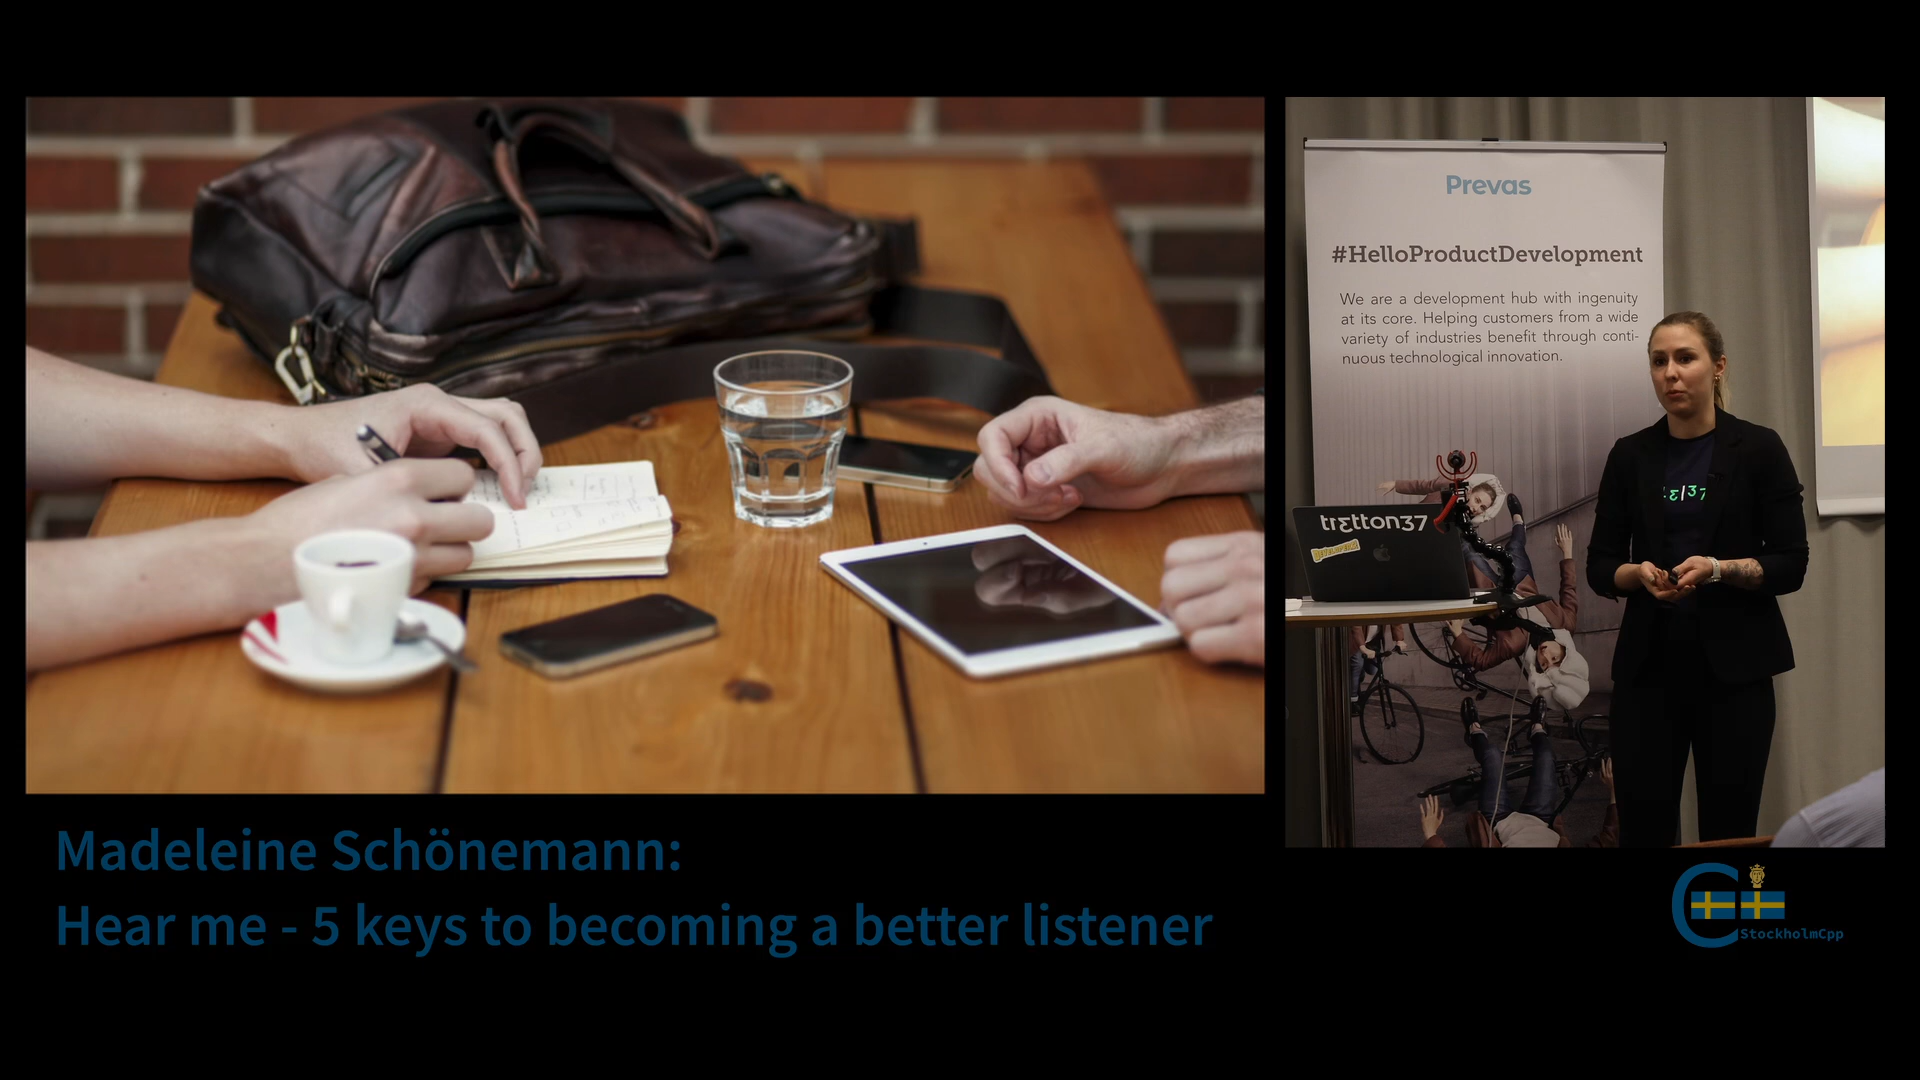 Prevas
#HelloProductDevelopment
We are a development hub with ingenuity
at its core. Helping customers from a wide
variety of industries benefit through conti-
nuous technological innovation.
trɛtton37
Madeleine Schönemann:
Hear me - 5 keys to becoming a better listener
StockholmCpp